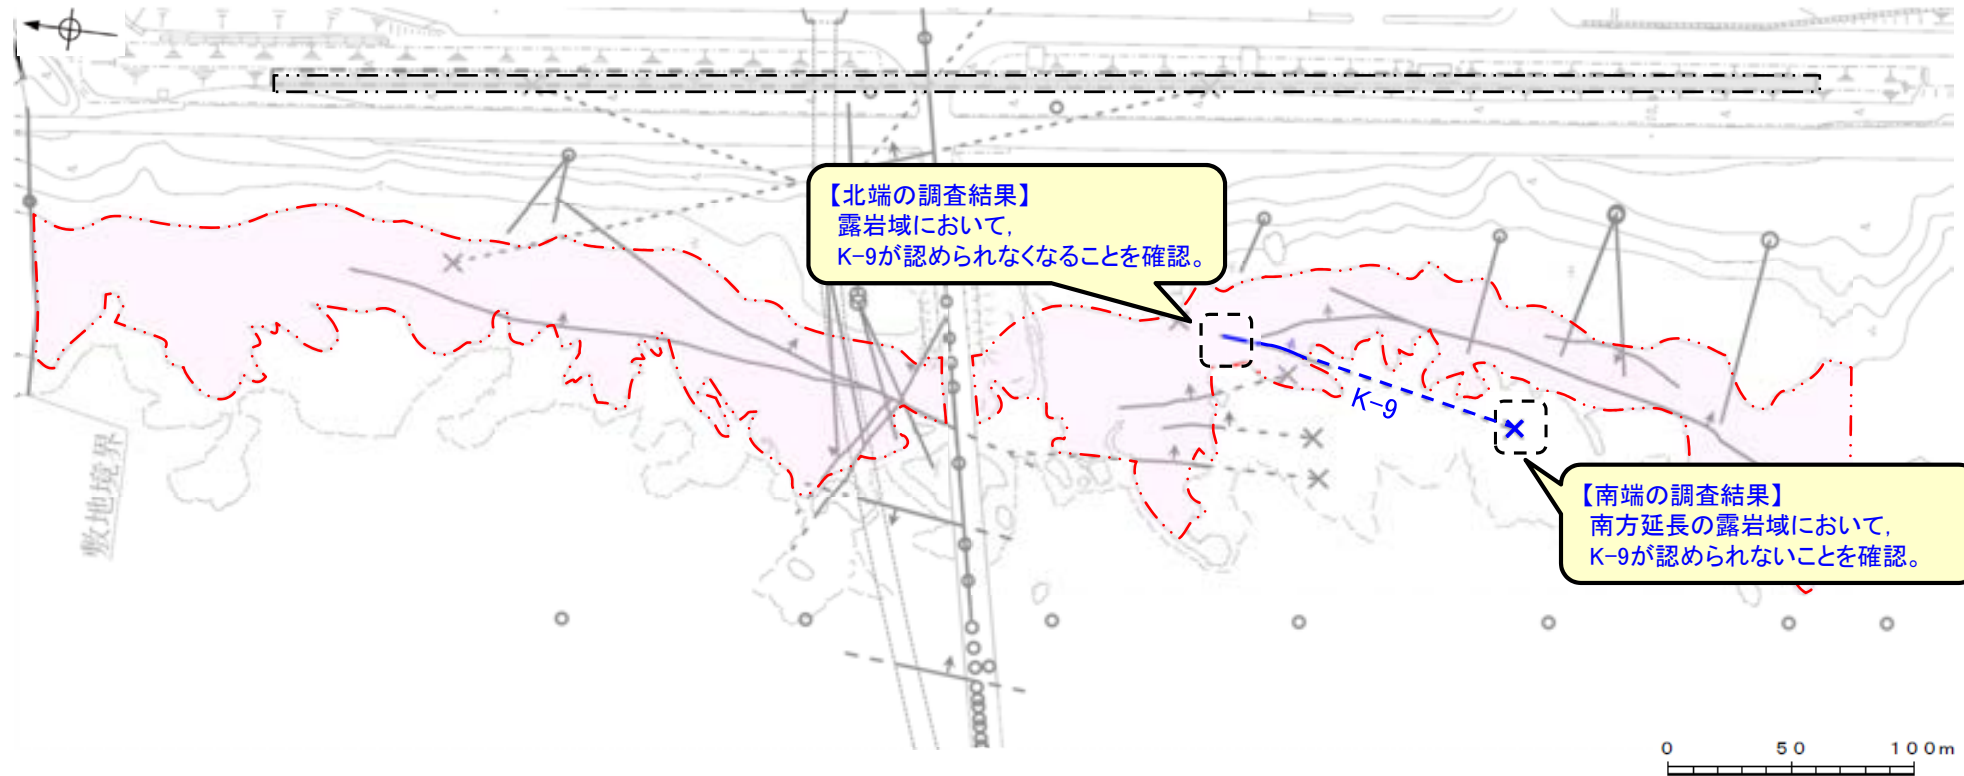 【北端の調査結果】
露岩域において,
K-9が認められなくなることを確認。
K-9
【南端の調査結果】
南方延長の露岩域において,
K-9が認められないことを確認。
敷地境界
0 50 100m